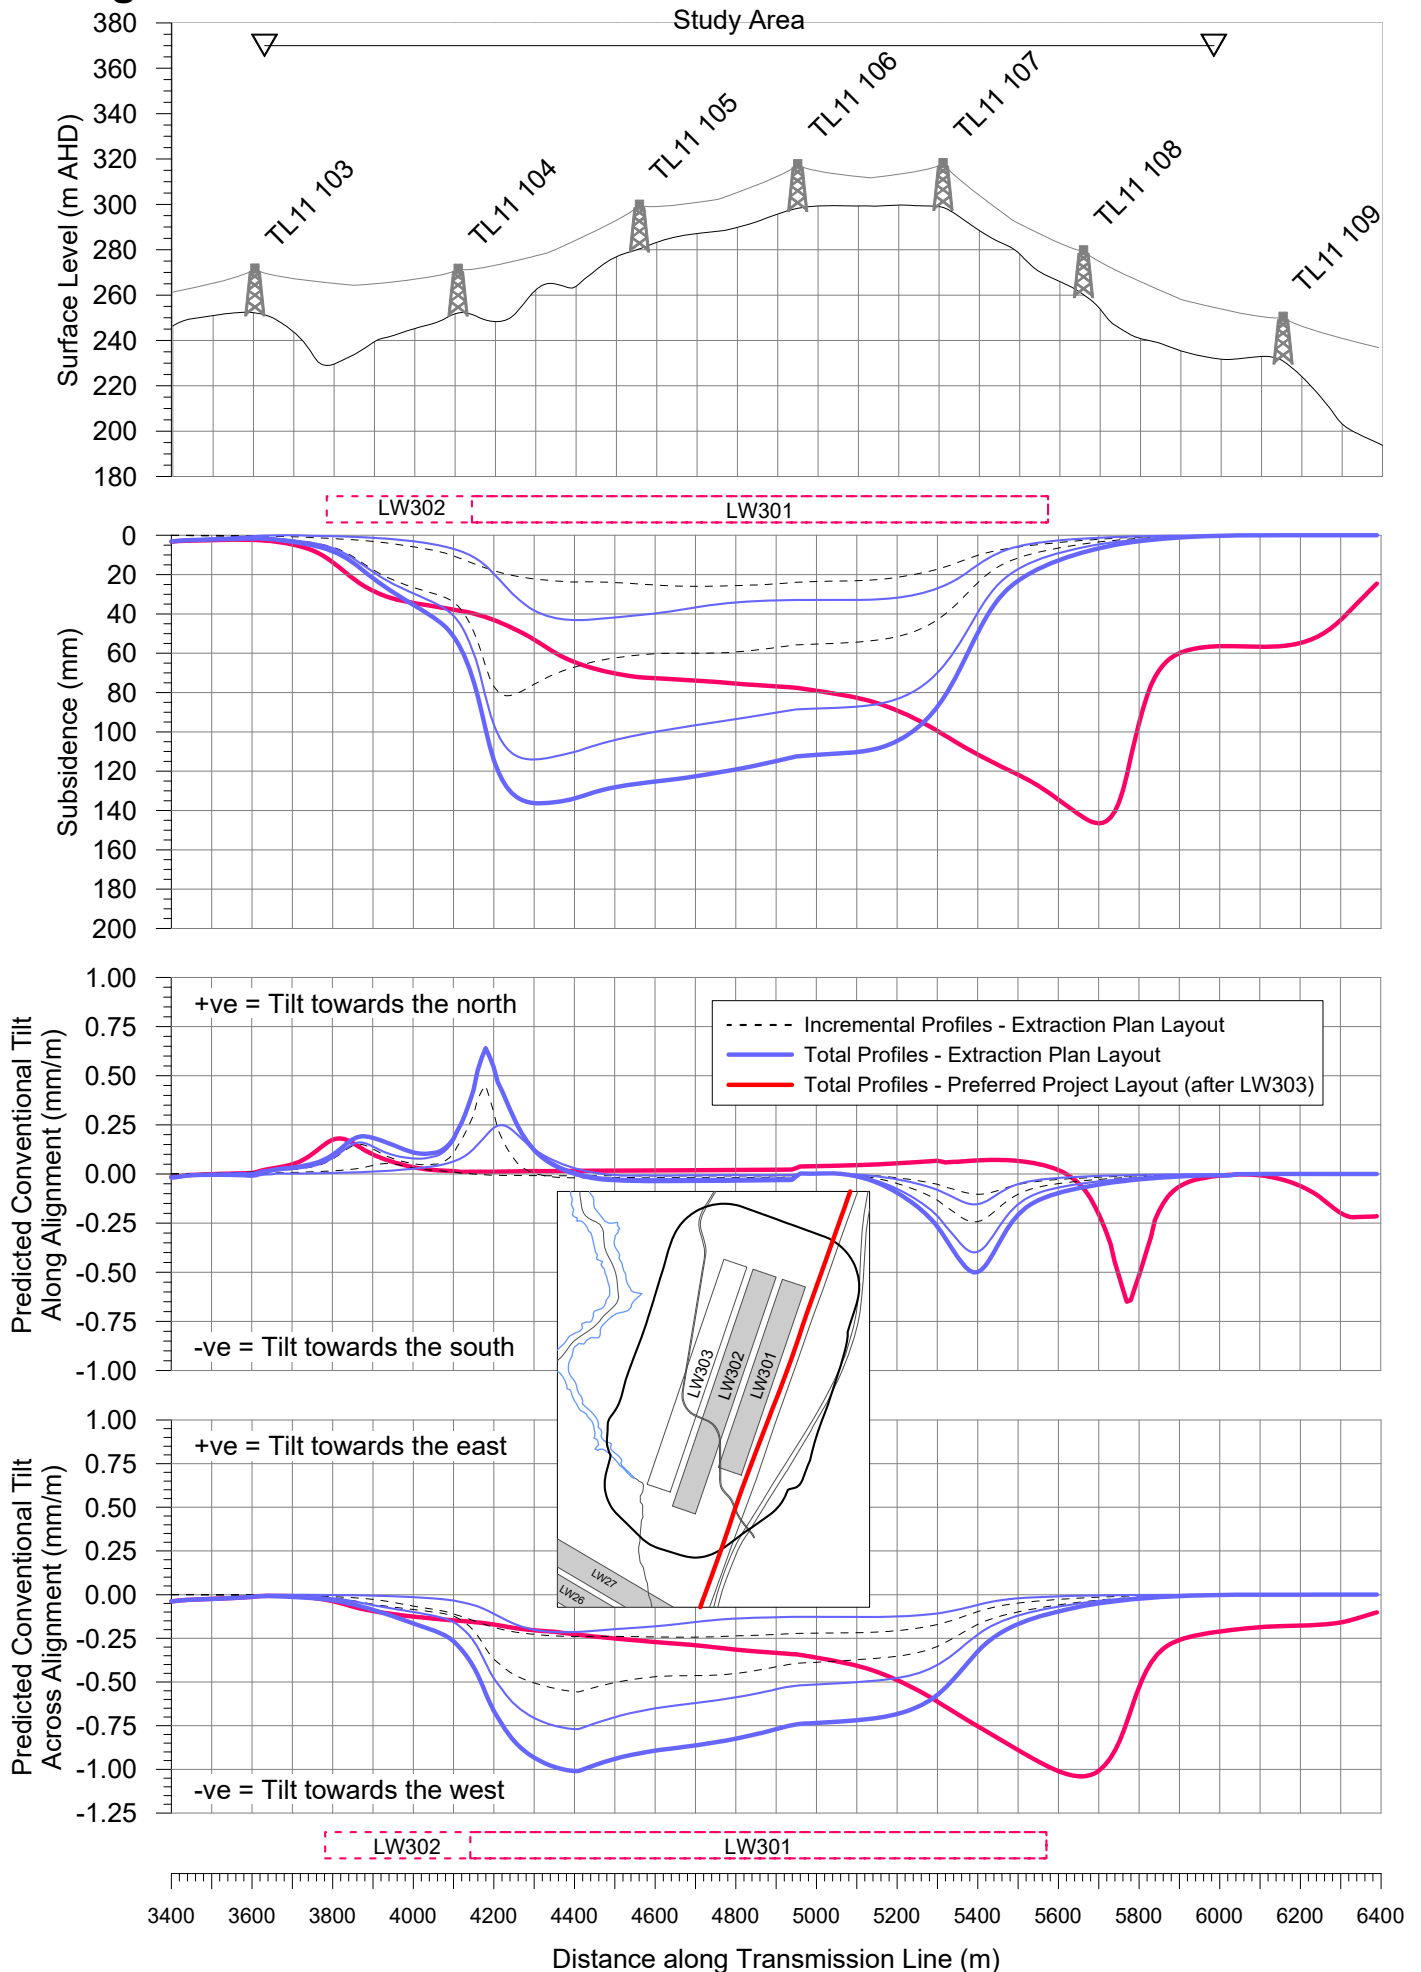 Study Area
380
360
340
320
300
280
260
240
220
200
180
Surface Level (m AHD)
TL11 103
TL11 104
TL11 105
TL11 106
TL11 107
TL11 108
TL11 109
LW302
LW301
0
20
40
60
80
100
120
140
160
180
200
Subsidence (mm)
1.00
0.75
0.50
0.25
0.00
-0.25
-0.50
-0.75
-1.00
Predicted Conventional Tilt
Along Alignment (mm/m)
+ve = Tilt towards the north
-ve = Tilt towards the south
Incremental Profiles - Extraction Plan Layout
Total Profiles - Extraction Plan Layout
Total Profiles - Preferred Project Layout (after LW303)
LW303
LW302
LW301
LW27
LW26
1.00
0.75
0.50
0.25
0.00
-0.25
-0.50
-0.75
-1.00
-1.25
Predicted Conventional Tilt
Across Alignment (mm/m)
+ve = Tilt towards the east
-ve = Tilt towards the west
LW302
LW301
3400 3600 3800 4000 4200 4400 4600 4800 5000 5200 5400 5600 5800 6000 6200 6400
Distance along Transmission Line (m)